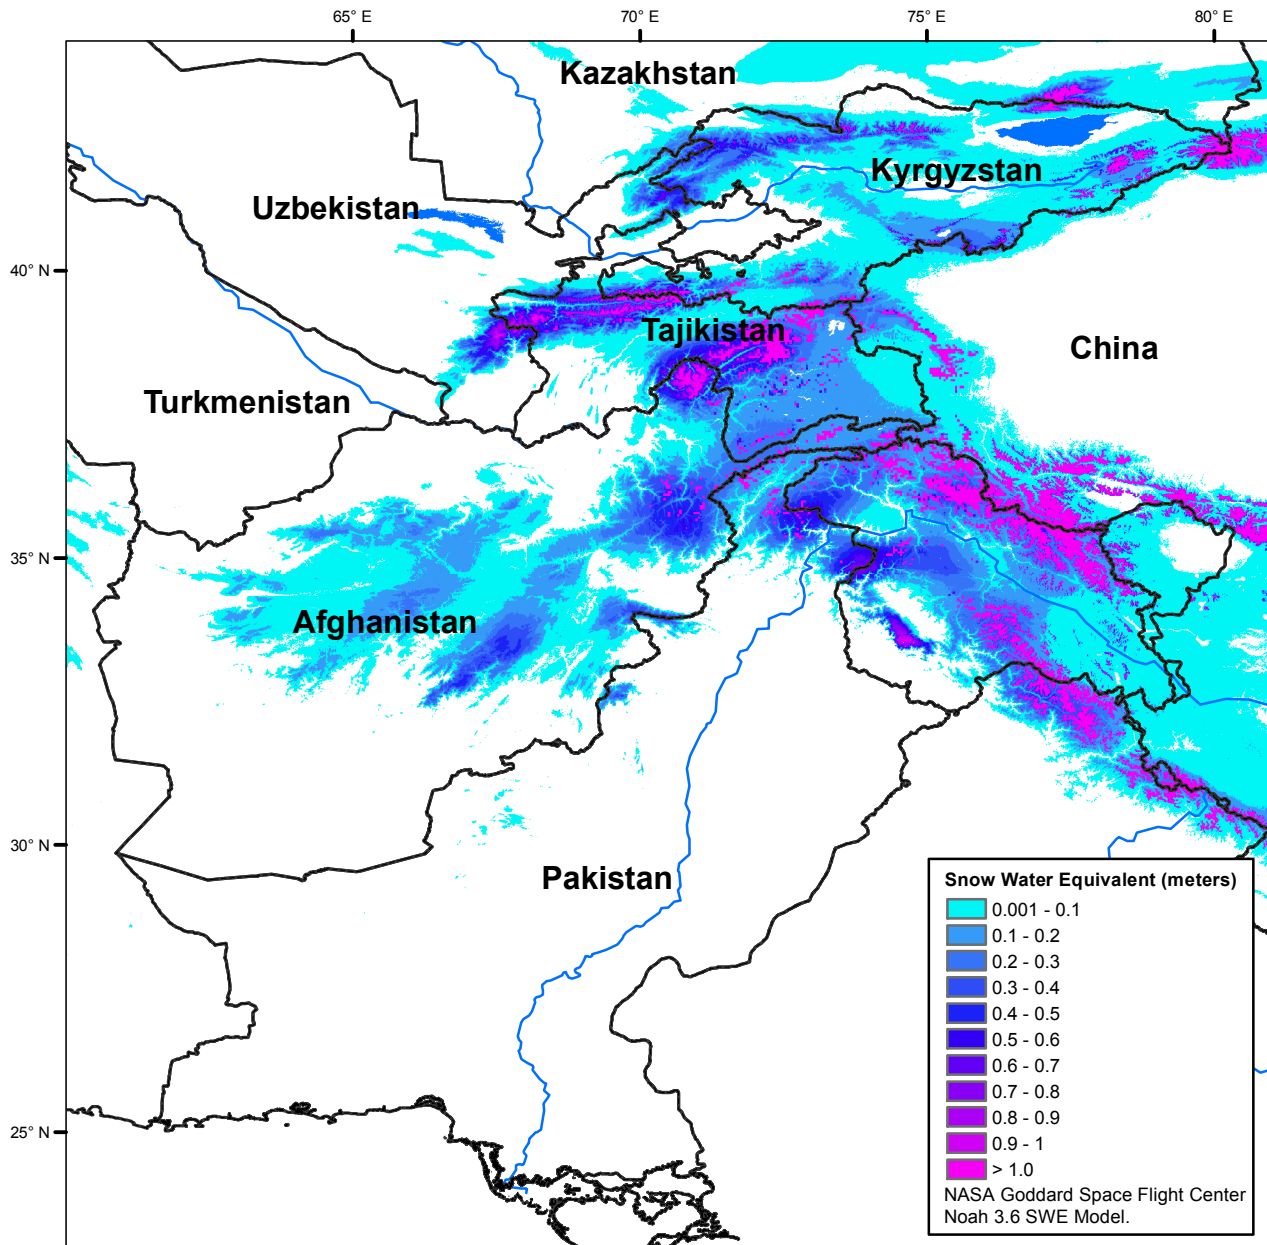 65° E
70° E
75° E
80° E
Kazakhstan
Kyrgyzstan
Uzbekistan
40° N
Tajikistan
China
Turkmenistan
35° N
Afghanistan
30° N
Pakistan
25° N
Snow Water Equivalent (meters)
0.001 - 0.1
0.1 - 0.2
0.2 - 0.3
0.3 - 0.4
0.4 - 0.5
0.5 - 0.6
0.6 - 0.7
0.7 - 0.8
0.8 - 0.9
0.9 - 1
> 1.0
NASA Goddard Space Flight Center
Noah 3.6 SWE Model.